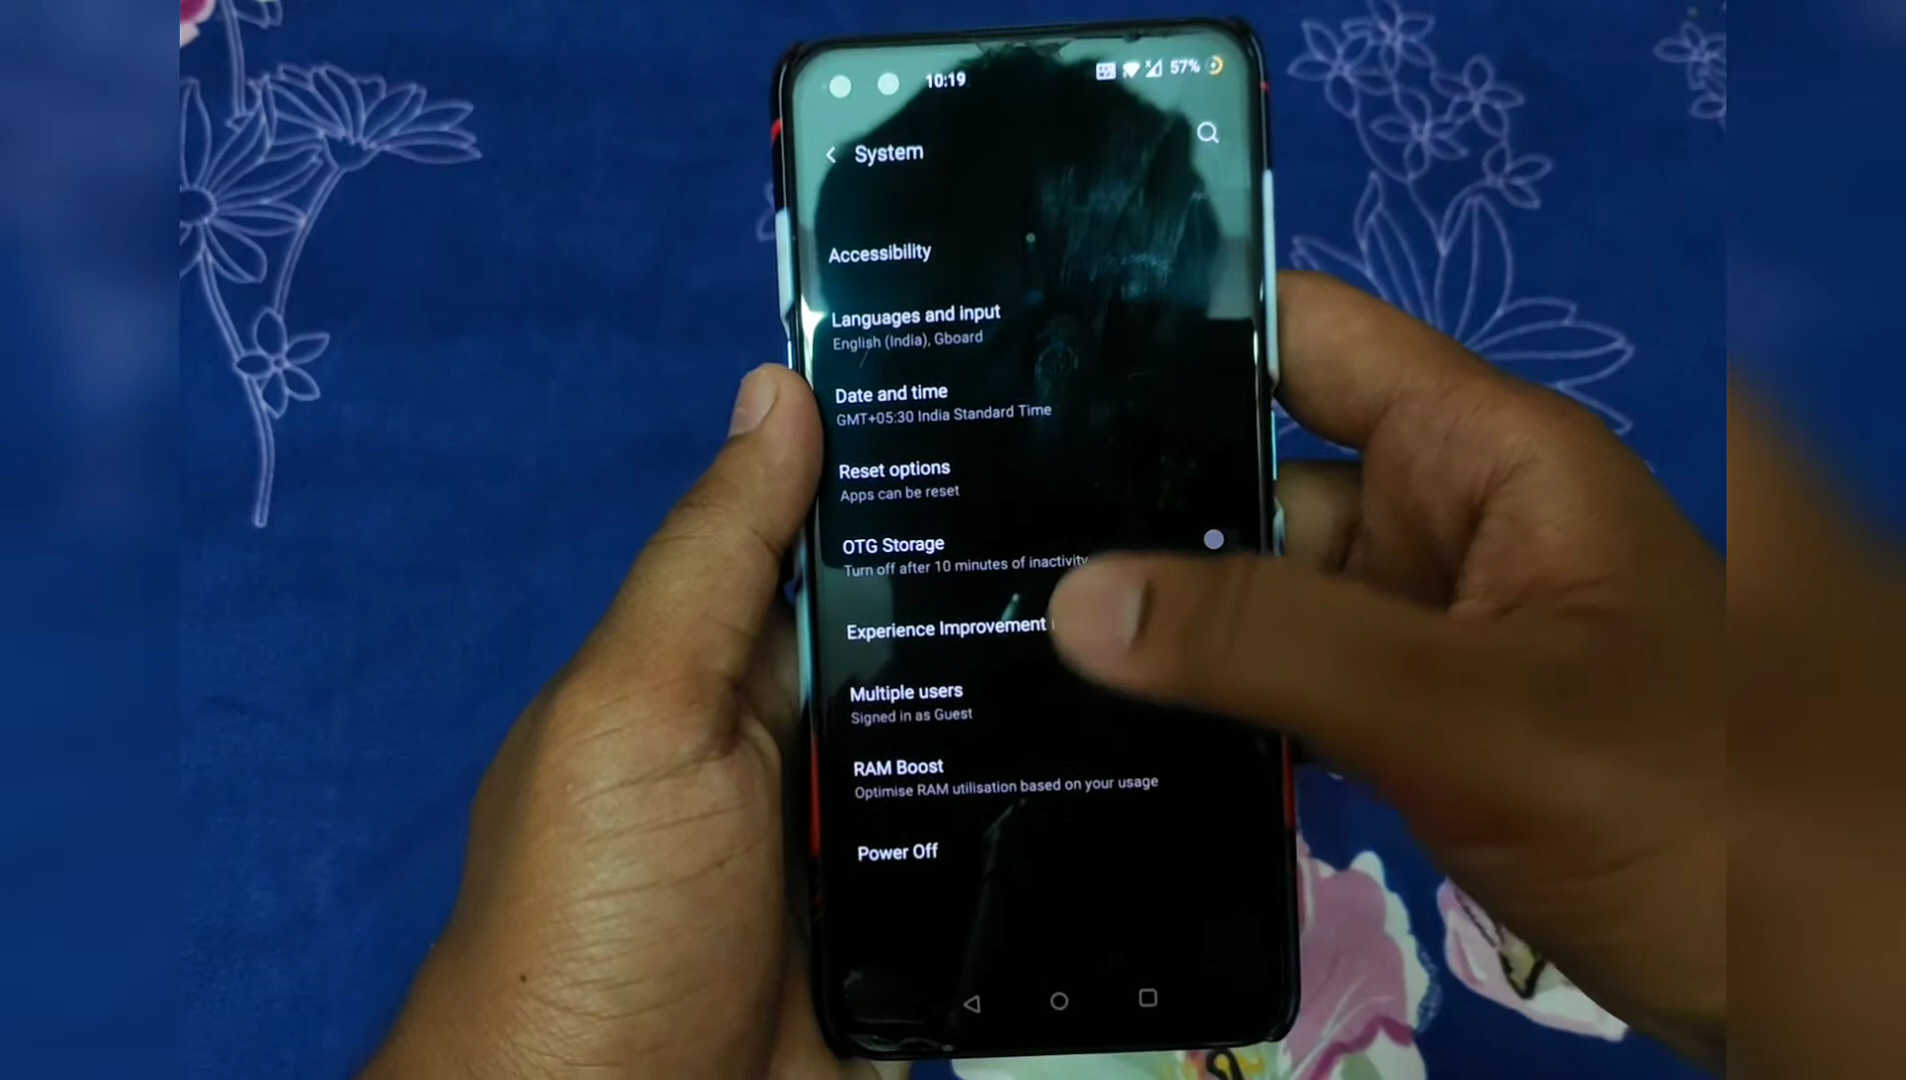 10:19
57%
System
Accessibility
Languages and input
English (India), Gboard
Date and time
GMT+05:30 India Standard Time
Reset options
Apps can be reset
OTG Storage
Turn off after 10 minutes of inactivity
Experience Improvement
Multiple users
Signed in as Guest
RAM Boost
Optimise RAM utilisation based on your usage
Power Off